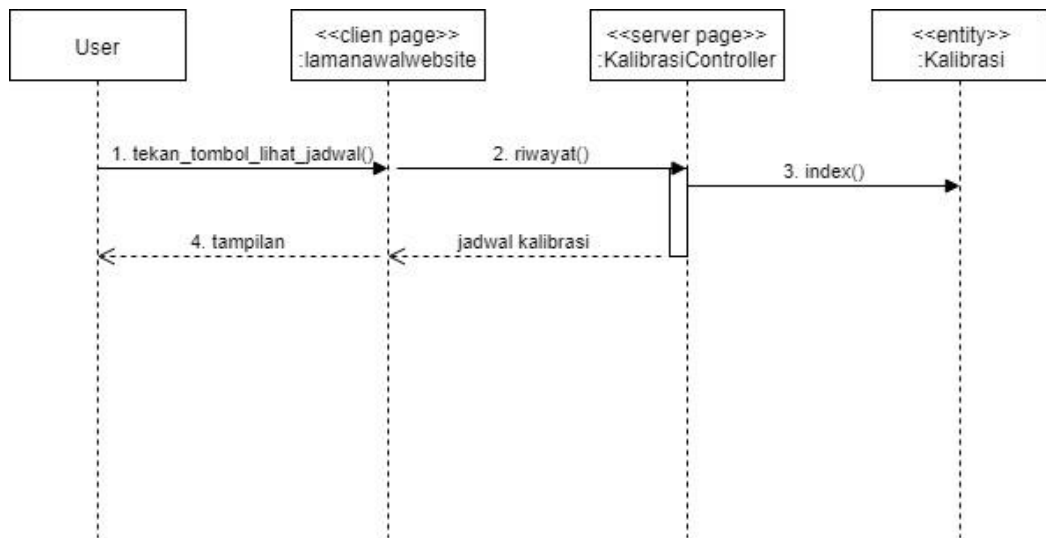 User
<<clien page>>
:lamanawalwebsite
<<server page>>
:KalibrasiController
<<entity>>
:Kalibrasi
1. tekan_tombol_lihat_jadwal()
2. riwayat()
3. index()
4. tampilan
jadwal kalibrasi